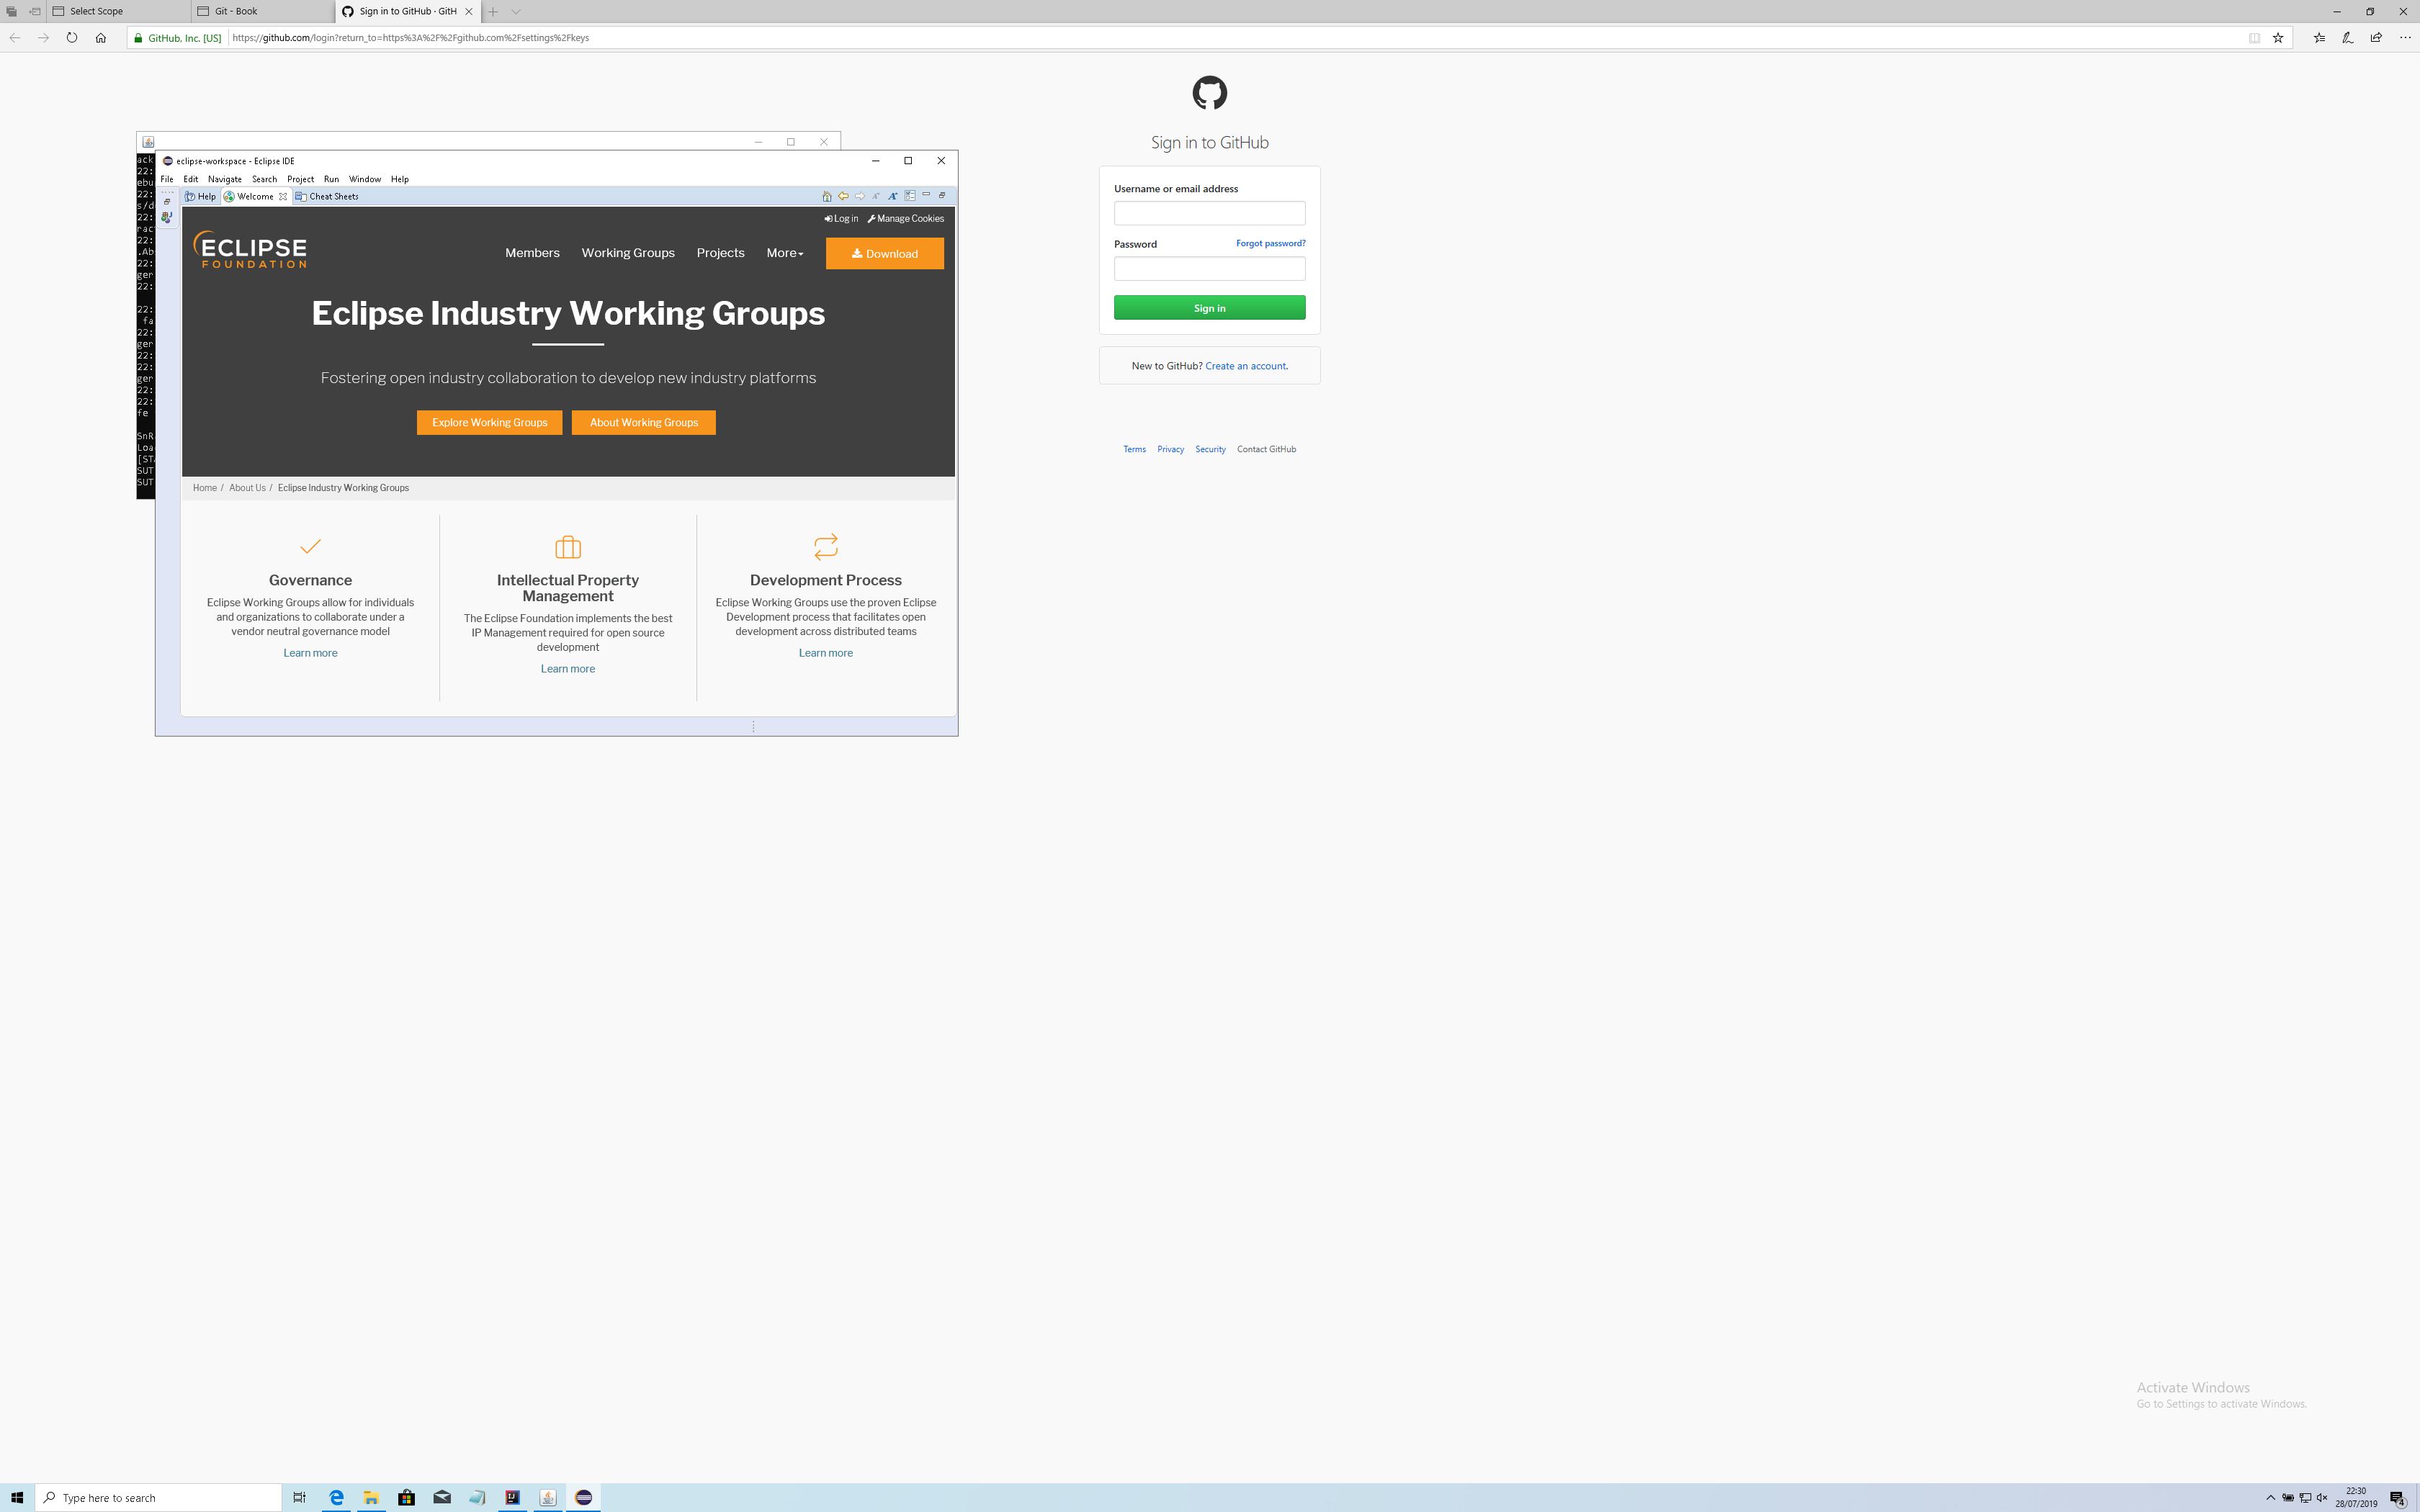 Select Scope
Git - Book
Sign in to GitHub · GitH
GitHub, Inc. [US]
https://github.com/login?return_to=https%3A%2F%2Fgithub.com%2Fsettings%2Fkeys
Sign in to GitHub
Username or email address
Password
Forgot password?
Sign in
New to GitHub? Create an account.
Terms
Privacy
Security
Contact GitHub
ack
22:
ebu
22:
s/d
22:
rac
22:
.Ab
22:
ger
22:
22:
fa
22:
ger
22:
22:
ger
22:
22:
fe
SnR
Loa
[ST
SUT
SUT
eclipse-workspace - Eclipse IDE
File Edit Navigate Search Project Run Window Help
Help
Welcome
Cheat Sheets
Log in
Manage Cookies
ECLIPSE
FOUNDATION
Members
Working Groups
Projects
More
Download
Eclipse Industry Working Groups
Fostering open industry collaboration to develop new industry platforms
Explore Working Groups
About Working Groups
Home / About Us / Eclipse Industry Working Groups
Governance
Eclipse Working Groups allow for individuals
and organizations to collaborate under a
vendor neutral governance model
Learn more
Intellectual Property
Management
The Eclipse Foundation implements the best
IP Management required for open source
development
Learn more
Development Process
Eclipse Working Groups use the proven Eclipse
Development process that facilitates open
development across distributed teams
Learn more
Activate Windows
Go to Settings to activate Windows.
Type here to search
22:30
28/07/2019
4